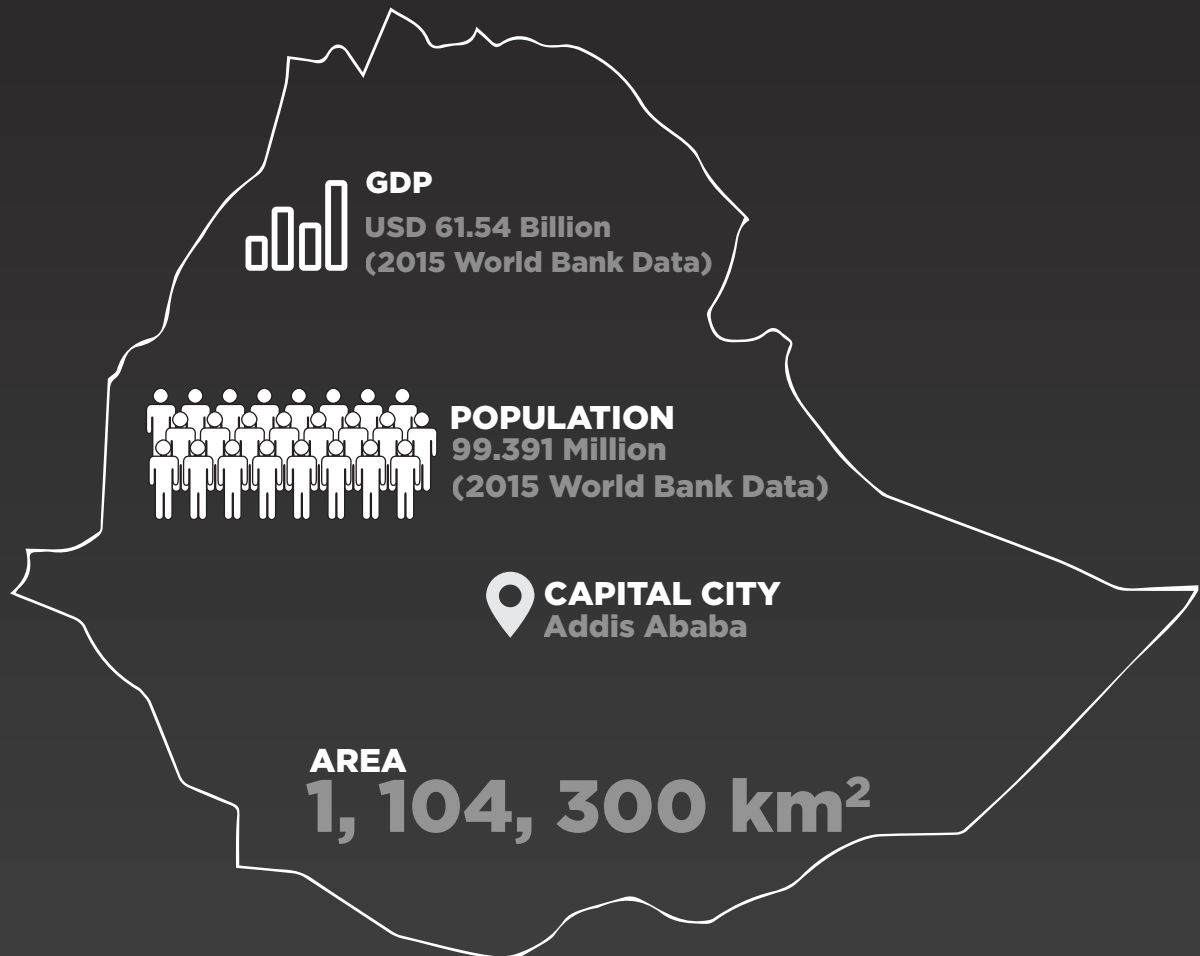 GDP
USD 61.54 Billion
(2015 World Bank Data)
POPULATION
99.391 Million
(2015 World Bank Data)
CAPITAL CITY
Addis Ababa
AREA
1, 104, 300 km²